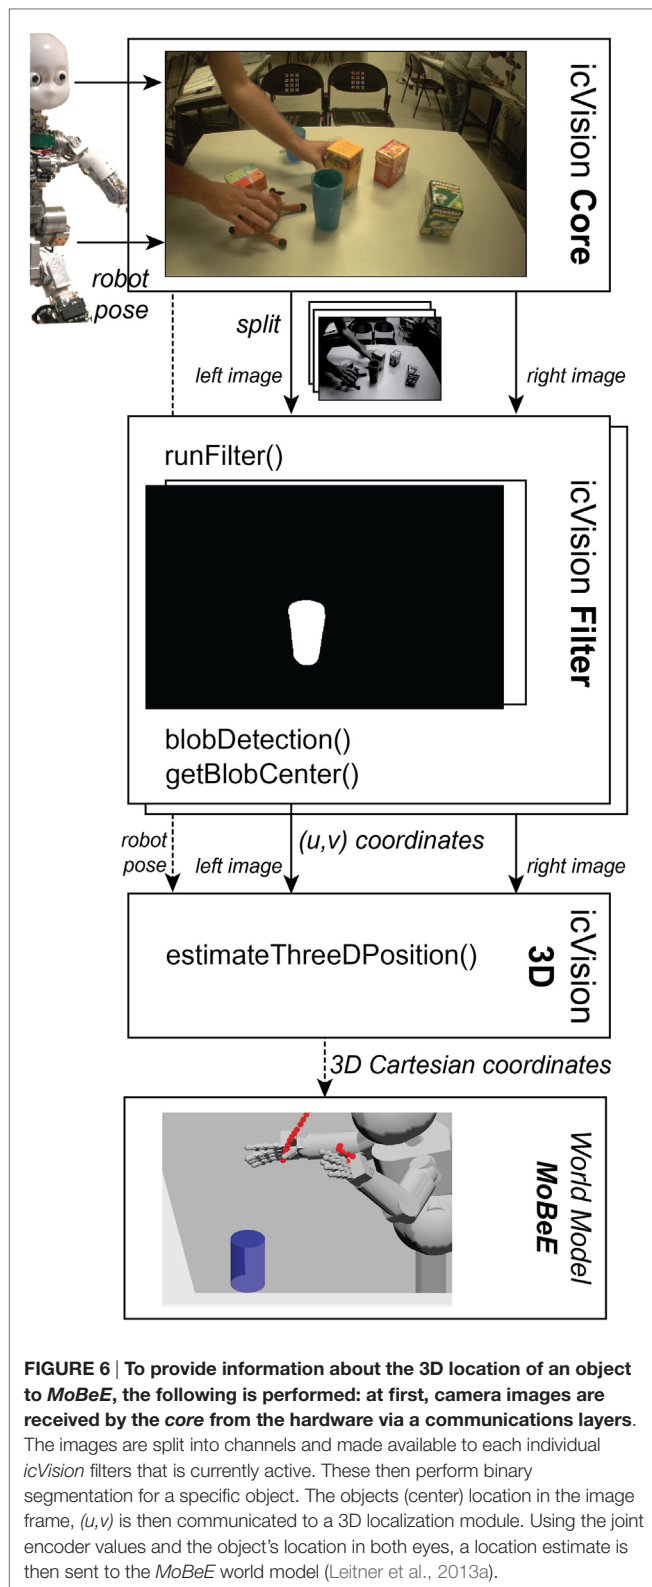 icVision Core
robot
pose
split
left image
right image
runFilter()
icVision Filter
blobDetection()
getBlobCenter()
robot
pose
(u,v) coordinates
left image
right image
estimateThreeDPosition()
icVision
3D
3D Cartesian coordinates
World Model
MoBeE
FIGURE 6 | To provide information about the 3D location of an object
to MoBeE, the following is performed: at first, camera images are
received by the core from the hardware via a communications layers.
The images are split into channels and made available to each individual
icVision filters that is currently active. These then perform binary
segmentation for a specific object. The objects (center) location in the image
frame, (u,v) is then communicated to a 3D localization module. Using the joint
encoder values and the object's location in both eyes, a location estimate is
then sent to the MoBeE world model (Leitner et al., 2013a).